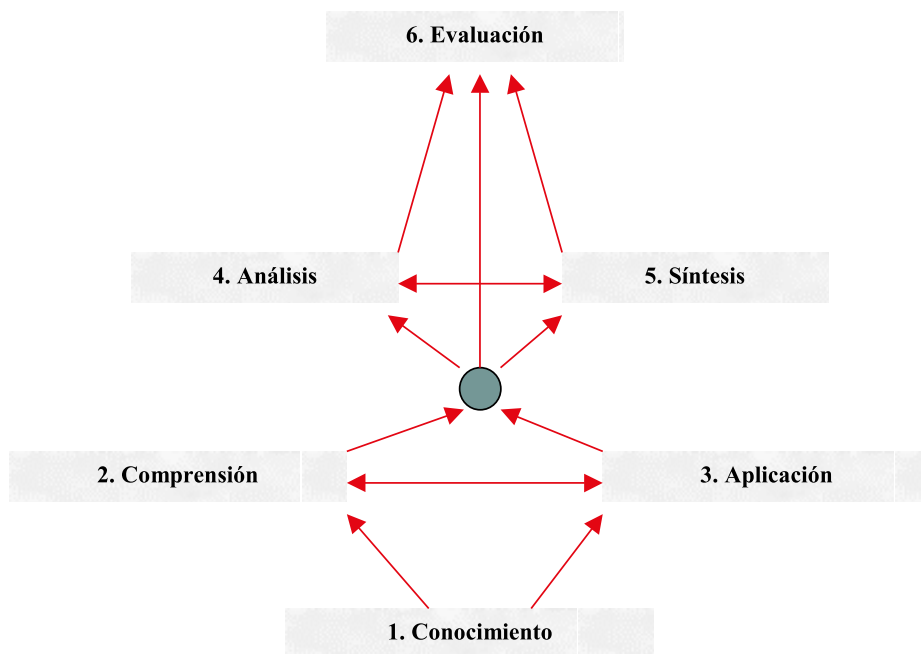 6. Evaluación
4. Análisis
5. Síntesis
2. Comprensión
3. Aplicación
1. Conocimiento